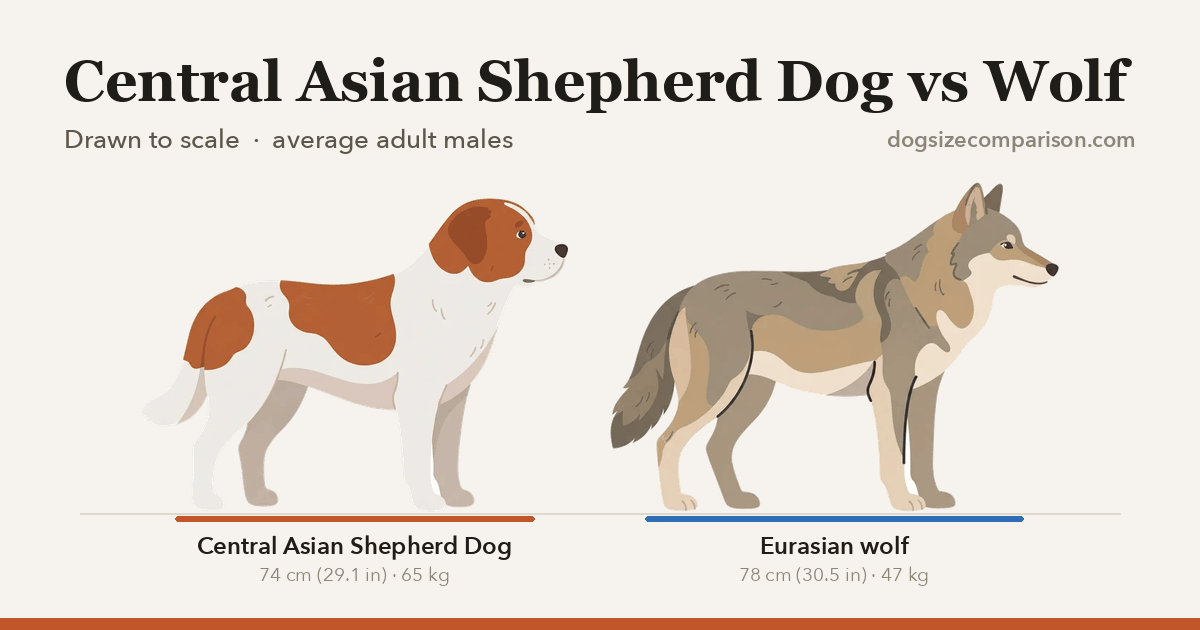 Central Asian Shepherd Dog vs Wolf
Drawn to scale · average adult males
dogsizecomparison.com
Central Asian Shepherd Dog
74 cm (29.1 in) · 65 kg
Eurasian wolf
78 cm (30.5 in) · 47 kg